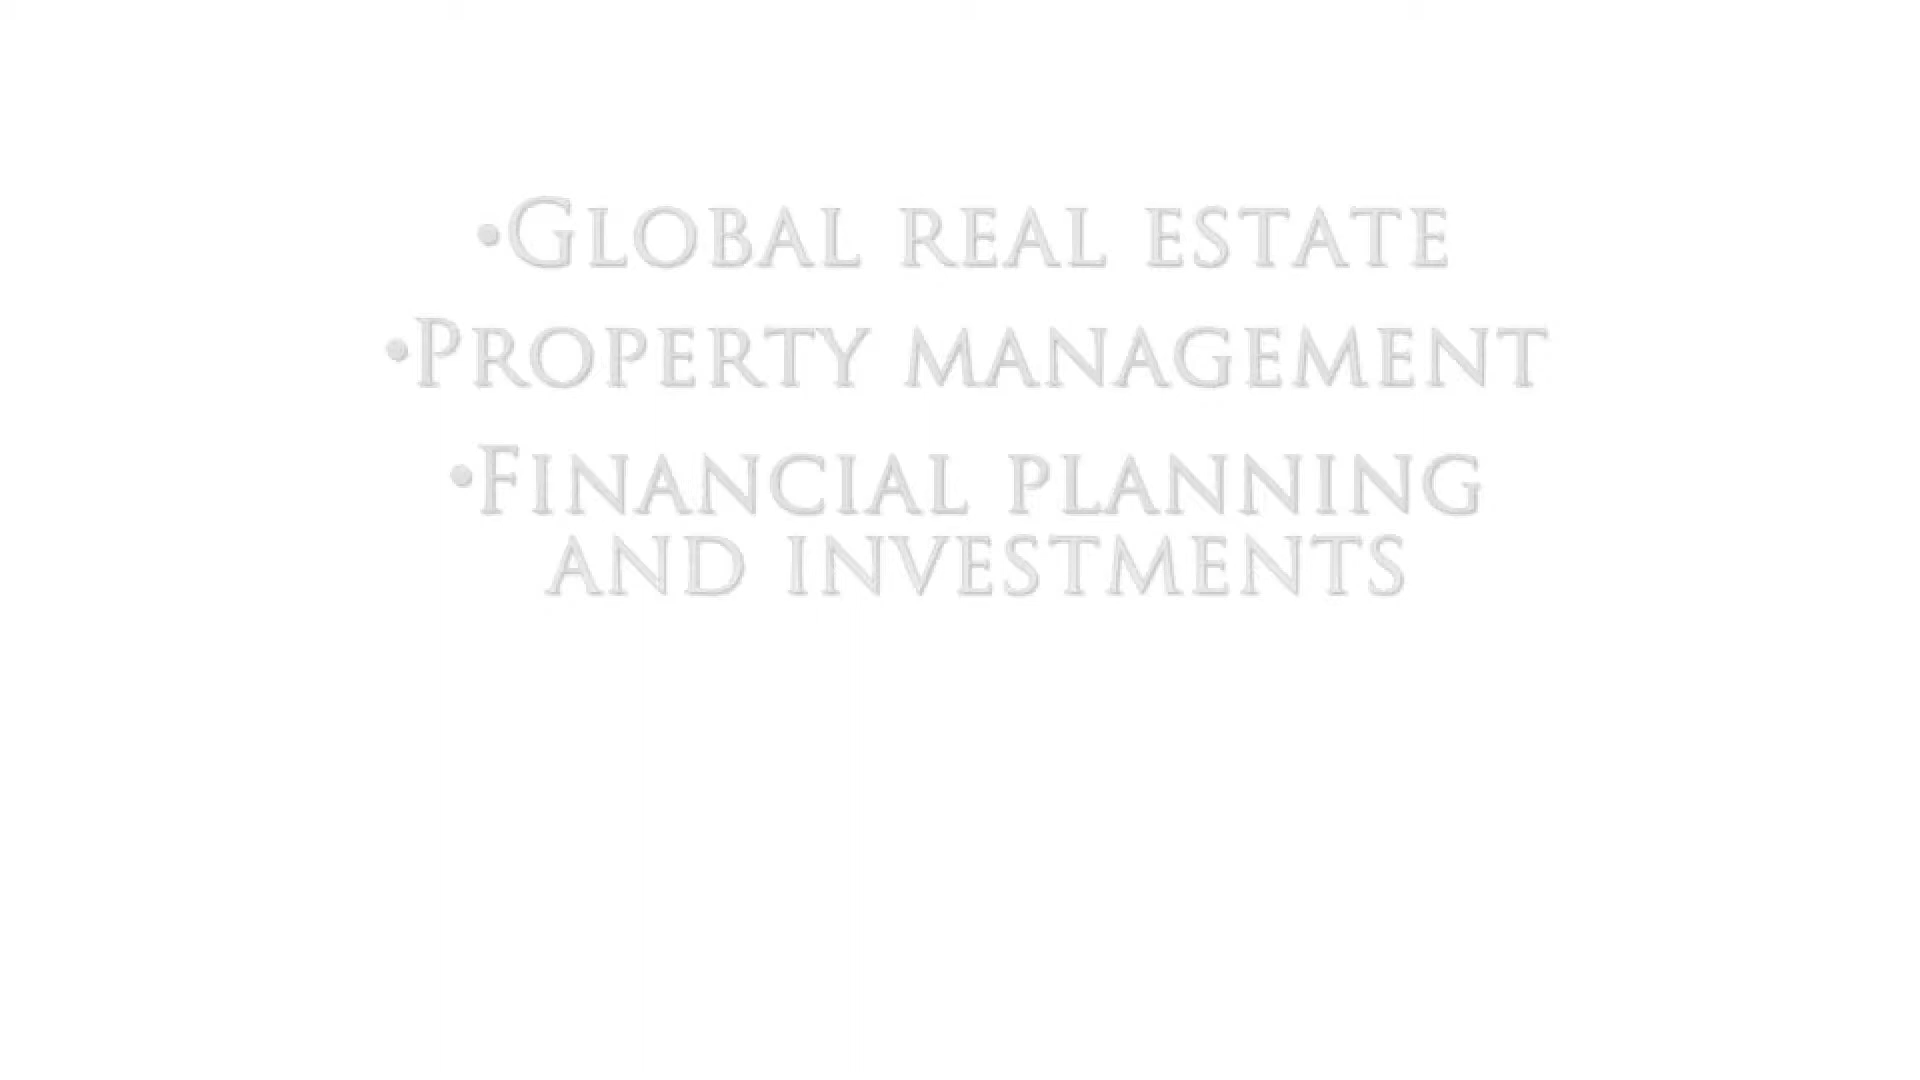 •Global real estate
•Property management
•Financial planning
and investments